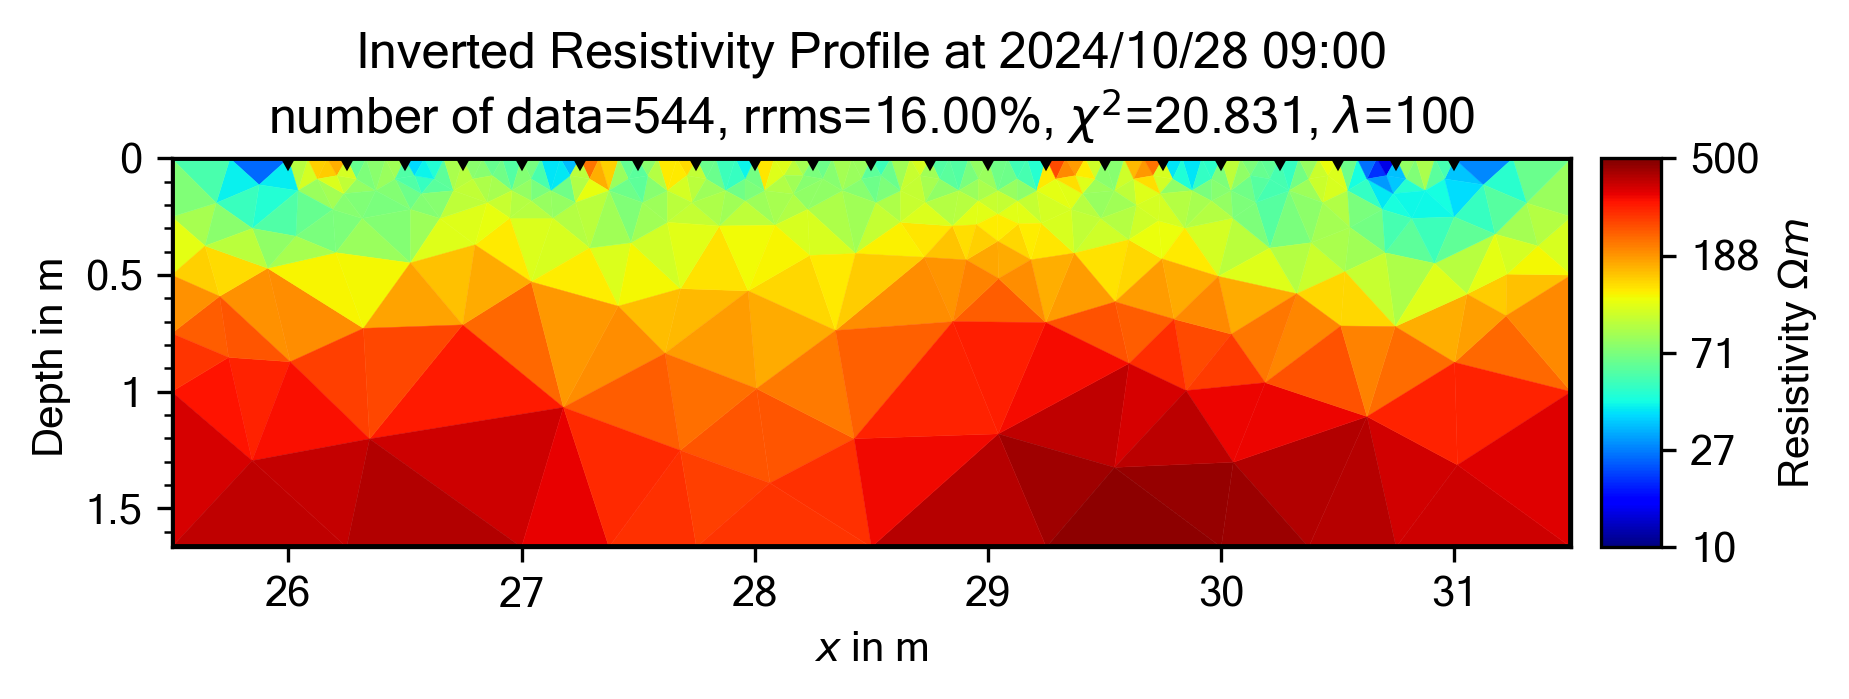 Inverted Resistivity Profile at 2024/10/28 09:00
number of data=544, rrms=16.00%, χ²=20.831, λ=100
0
0.5
1
1.5
Depth in m
26 27 28 29 30 31
x in m
500
188
71
27
10
Resistivity Ωm